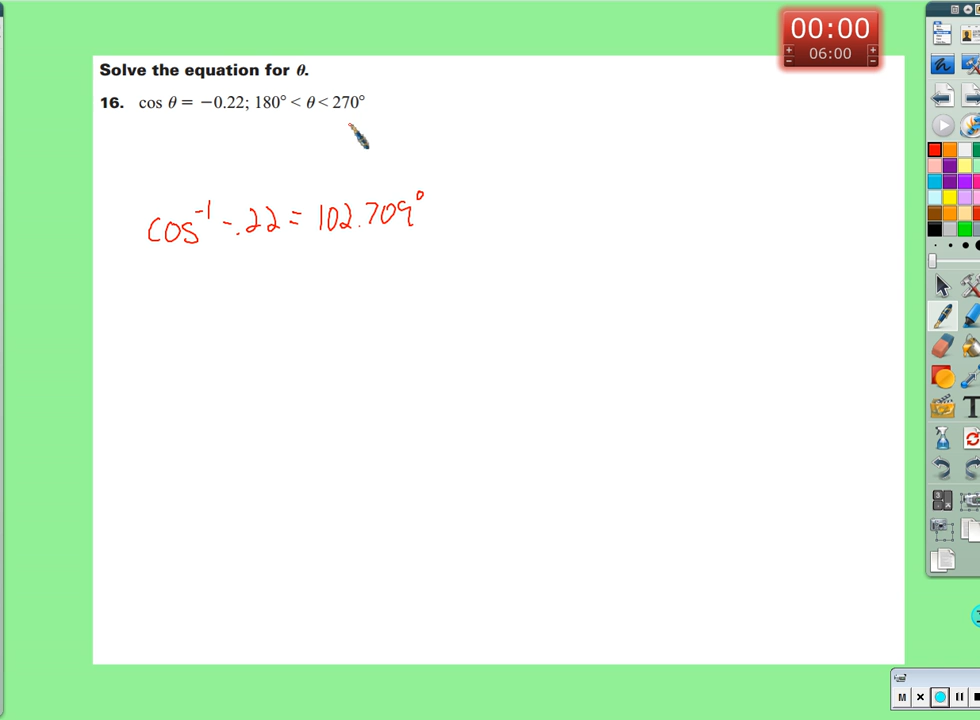 00:00
06:00
Solve the equation for θ.
16. cos θ = −0.22; 180° < θ < 270°
cos⁻¹ -.22 = 102.709°
T
M